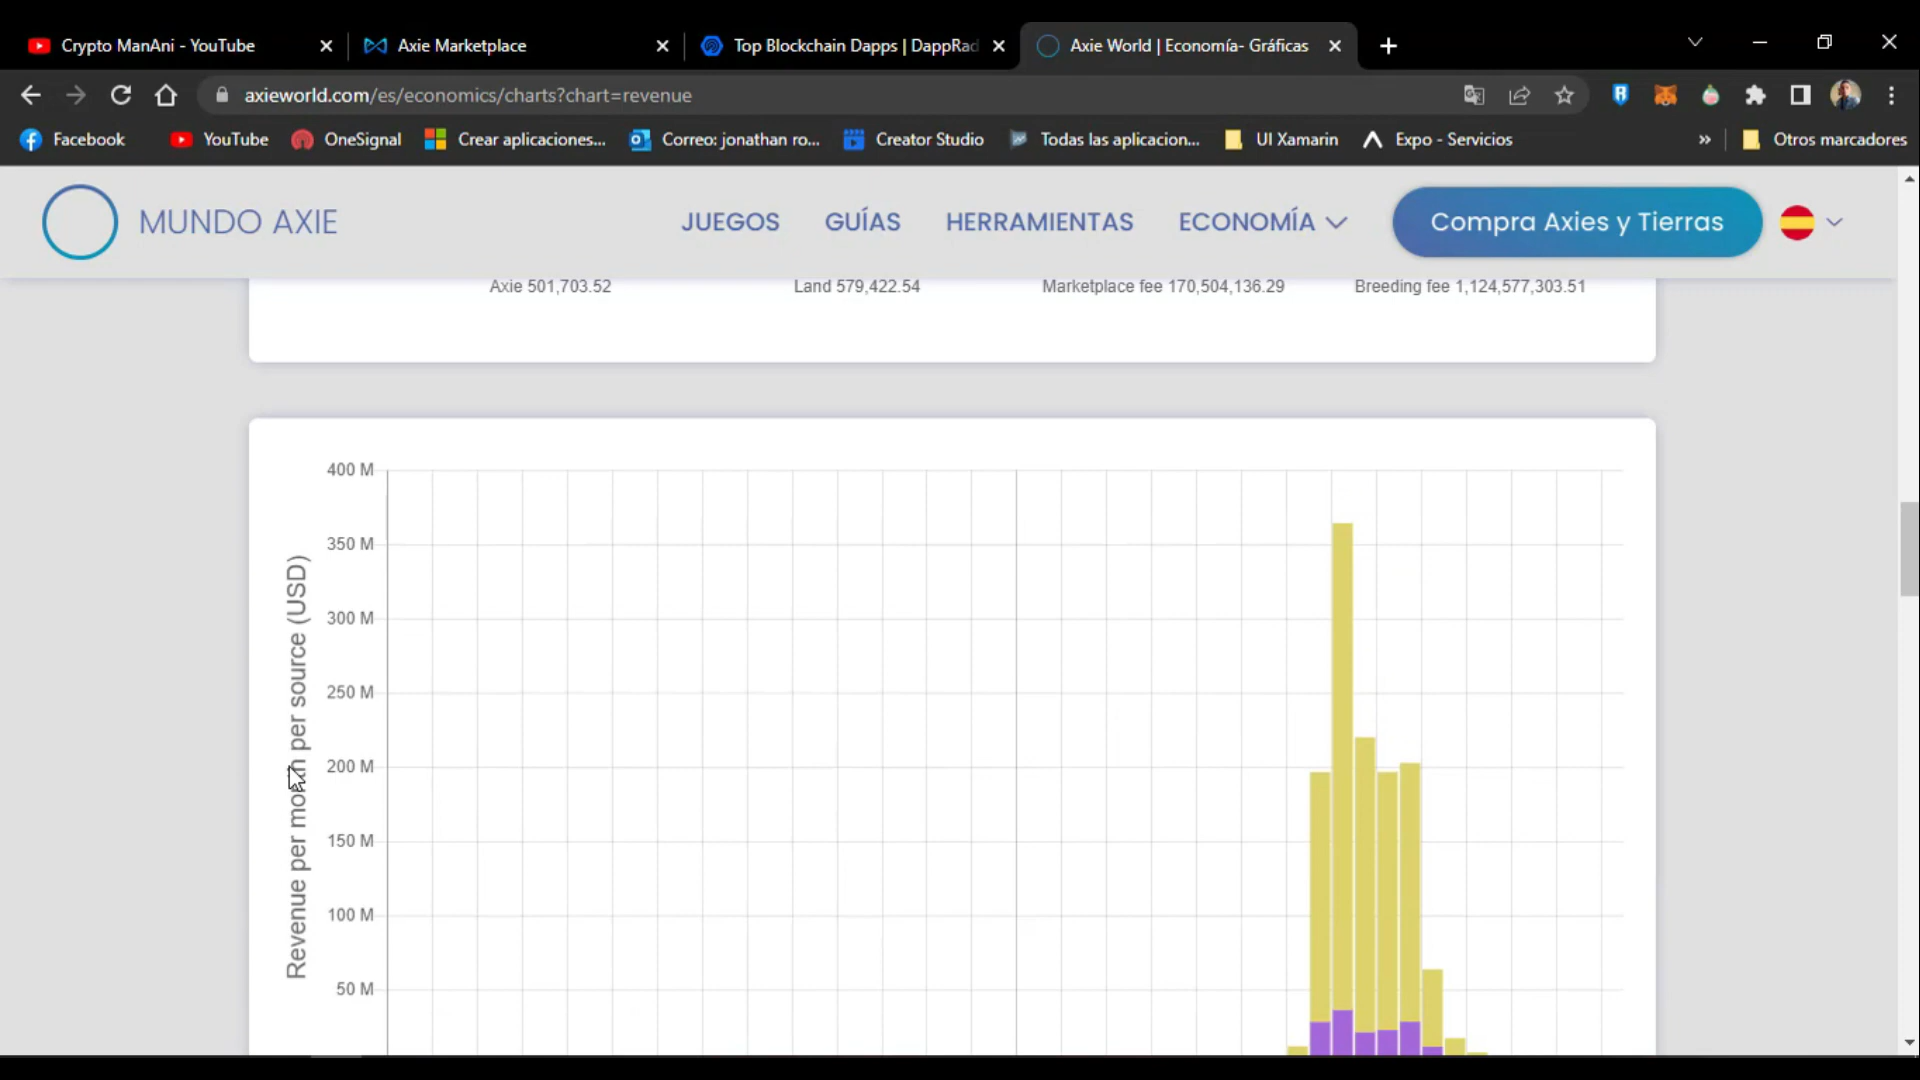 Crypto ManAni - YouTube
Axie Marketplace
Top Blockchain Dapps | DappRad
Axie World | Economía- Gráficas
axieworld.com/es/economics/charts?chart=revenue
Facebook
YouTube
OneSignal
Crear aplicaciones...
Correo: jonathan ro...
Creator Studio
Todas las aplicacion...
UI Xamarin
Expo - Servicios
»
Otros marcadores
MUNDO AXIE
JUEGOS
GUÍAS
HERRAMIENTAS
ECONOMÍA
Compra Axies y Tierras
Axie 501,703.52
Land 579,422.54
Marketplace fee 170,504,136.29
Breeding fee 1,124,577,303.51
Revenue per month per source (USD)
400 M
350 M
300 M
250 M
200 M
150 M
100 M
50 M